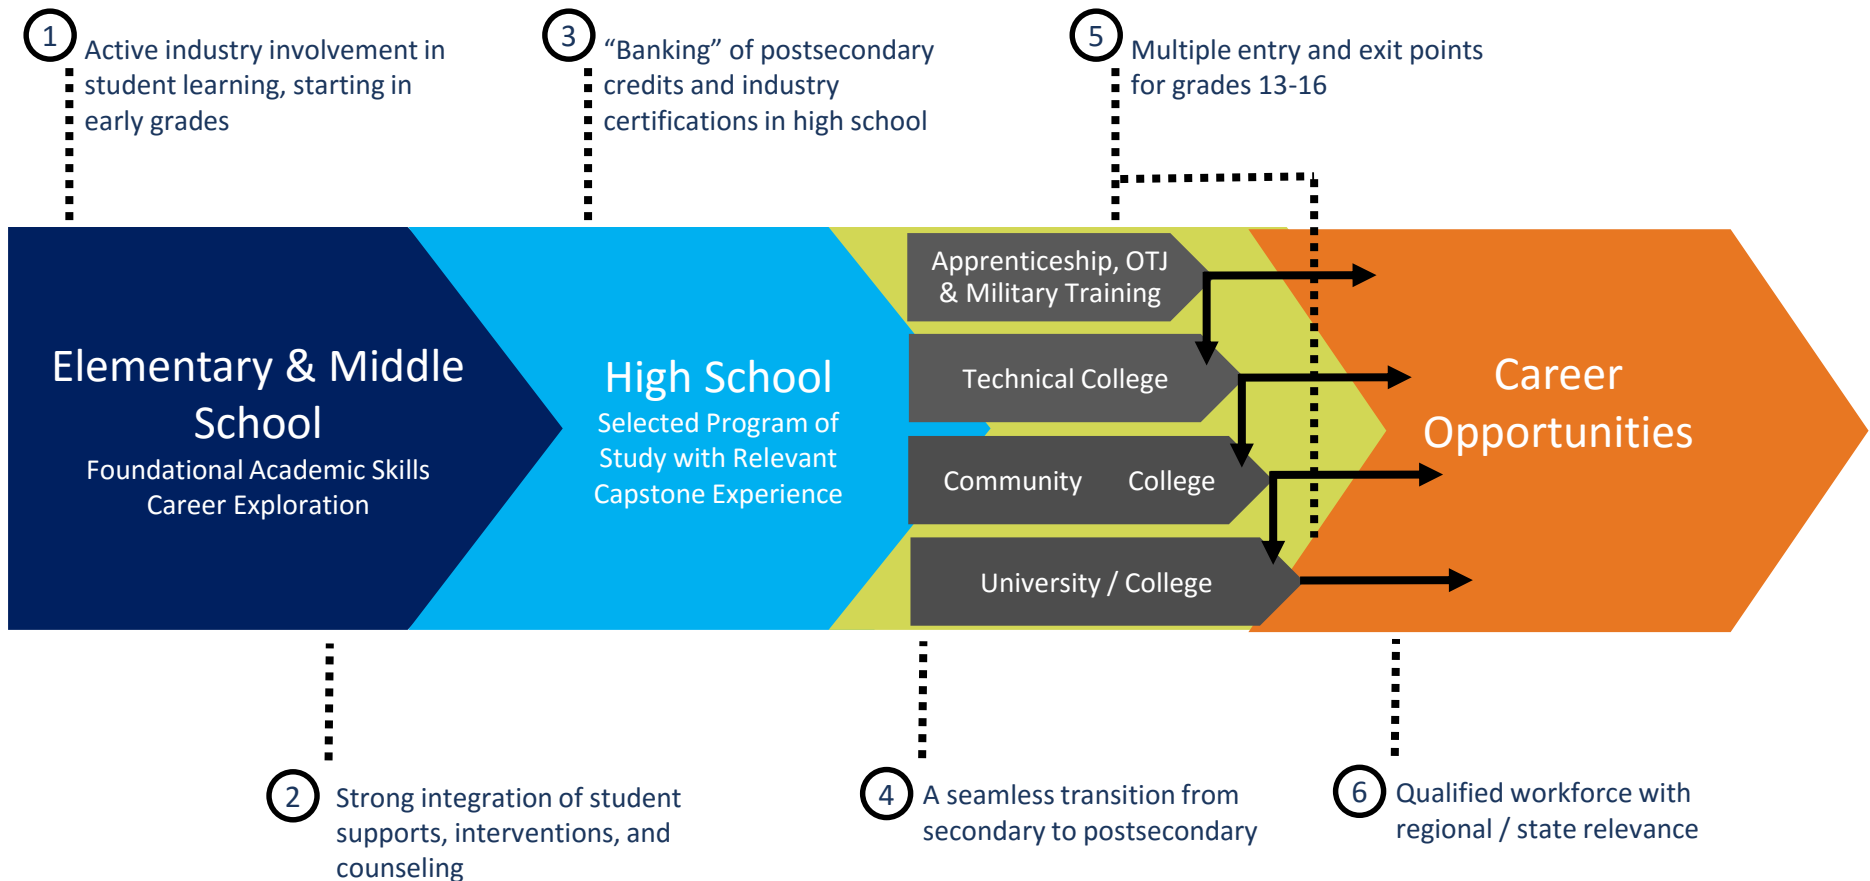 1
Active industry involvement in
student learning, starting in
early grades
3
“Banking” of postsecondary
credits and industry
certifications in high school
5
Multiple entry and exit points
for grades 13-16
Elementary & Middle
School
Foundational Academic Skills
Career Exploration
High School
Selected Program of
Study with Relevant
Capstone Experience
Apprenticeship, OTJ
& Military Training
Technical College
Community College
University / College
Career
Opportunities
2
Strong integration of student
supports, interventions, and
counseling
4
A seamless transition from
secondary to postsecondary
6
Qualified workforce with
regional / state relevance